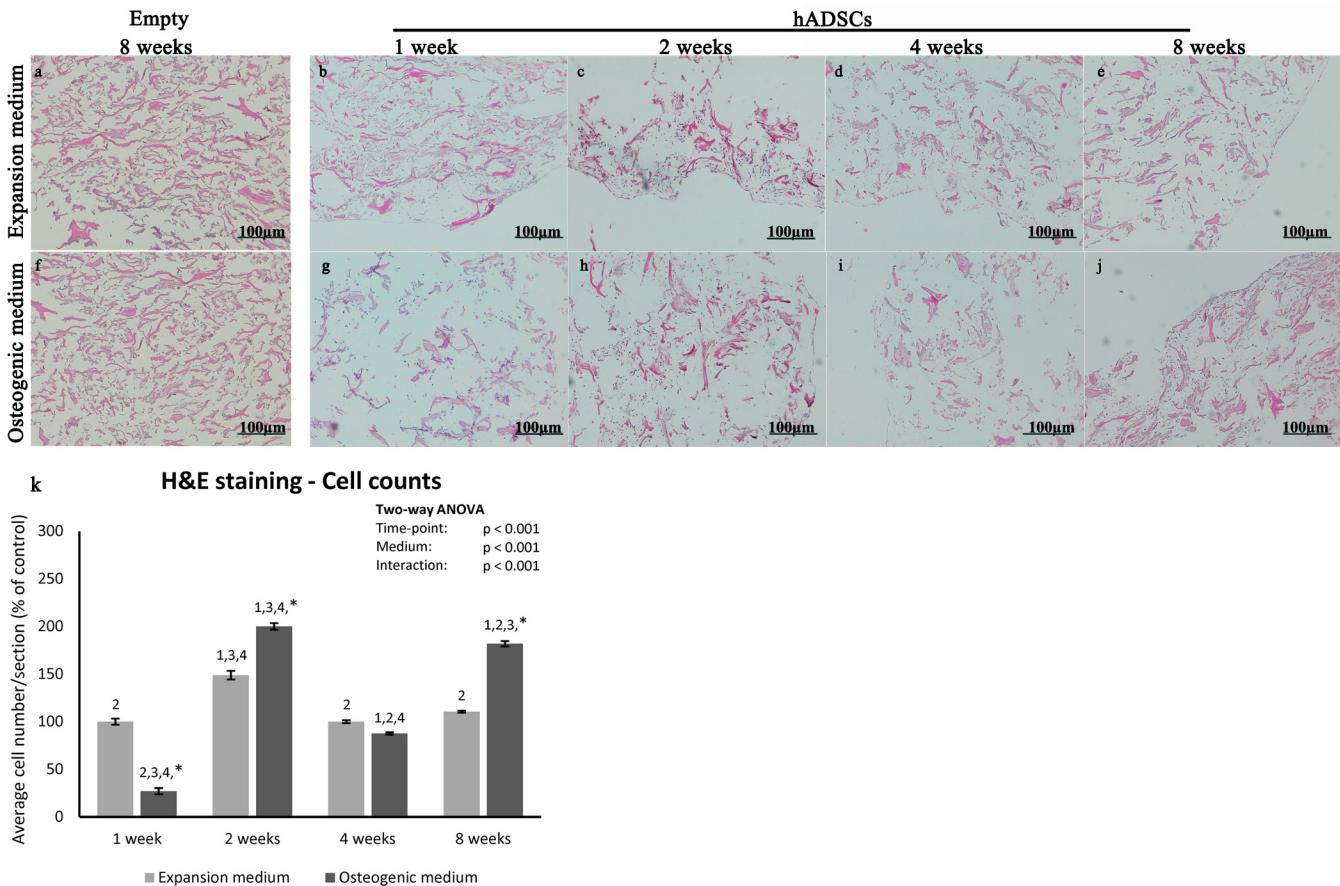 Empty
hADSCs
8 weeks
1 week
2 weeks
4 weeks
8 weeks
Expansion medium
a
100µm
b
100µm
c
100µm
d
100µm
e
100µm
Osteogenic medium
f
100µm
g
100µm
h
100µm
i
100µm
j
100µm
k
H&E staining - Cell counts
Two-way ANOVA
Time-point: p < 0.001
Medium: p < 0.001
Interaction: p < 0.001
Average cell number/section (% of control)
300
250
200
150
100
50
0
2
2,3,4,*
1,3,4
1,3,4,*
2
1,2,4
2
1,2,3,*
1 week
2 weeks
4 weeks
8 weeks
Expansion medium
Osteogenic medium